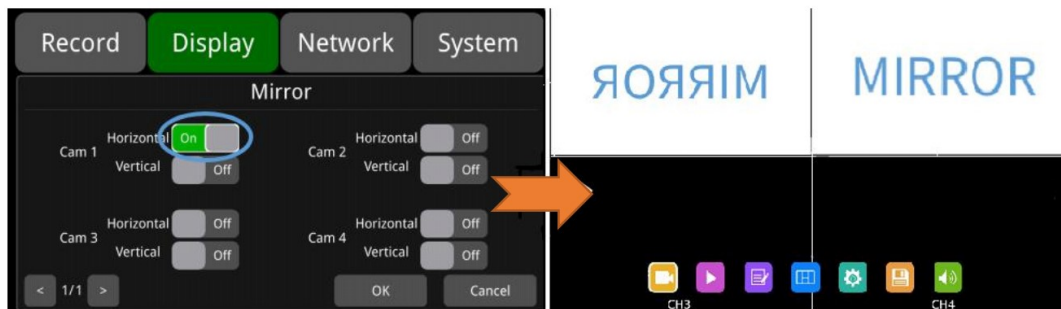 Record Display Network System
Mirror
Cam 1 Horizontal On Cam 2 Horizontal Off
Vertical Off Vertical Off
Cam 3 Horizontal Off Cam 4 Horizontal Off
Vertical Off Vertical Off
< 1/1 > OK Cancel
ЯOЯЯIM MIRROR
CH3 CH4